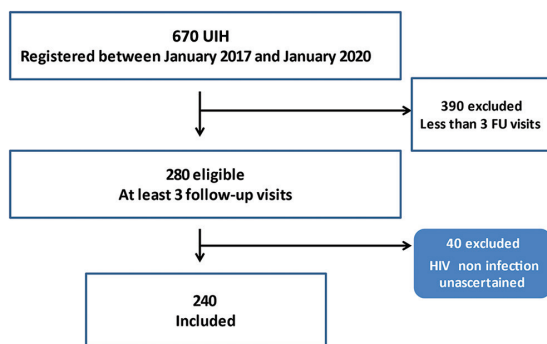 670 UIH
Registered between January 2017 and January 2020
390 excluded
Less than 3 FU visits
280 eligible
At least 3 follow-up visits
40 excluded
HIV non infection
unascertained
240
Included